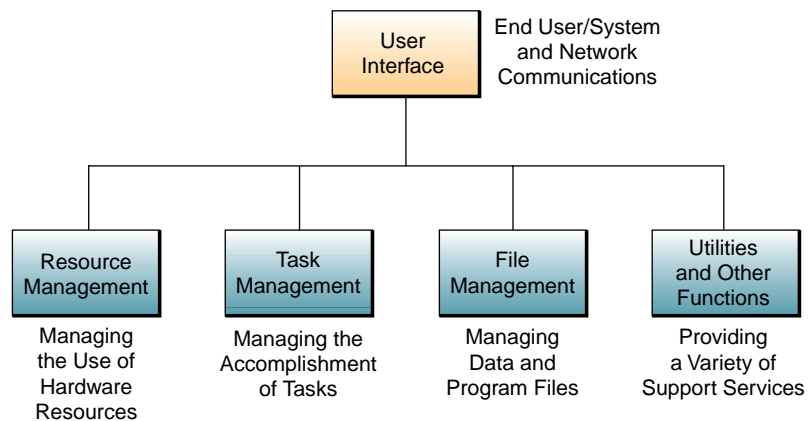 User
Interface
End User/System
and Network
Communications
Resource
Management
Managing
the Use of
Hardware
Resources
Task
Management
Managing the
Accomplishment
of Tasks
File
Management
Managing
Data and
Program Files
Utilities
and Other
Functions
Providing
a Variety of
Support Services